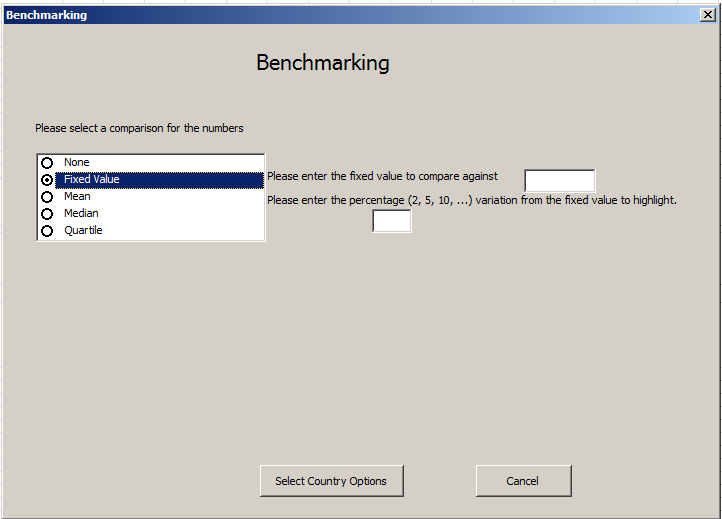 Benchmarking
Benchmarking
Please select a comparison for the numbers
None
Fixed Value
Mean
Median
Quartile
Please enter the fixed value to compare against
Please enter the percentage (2, 5, 10, ...) variation from the fixed value to highlight.
Select Country Options
Cancel